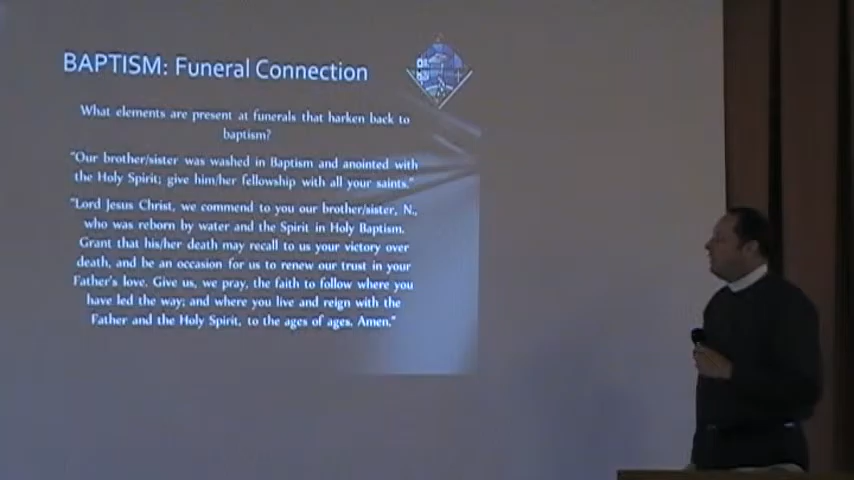 BAPTISM: Funeral Connection
What elements are present at funerals that harken back to
baptism?
"Our brother/sister was washed in Baptism and anointed with
the Holy Spirit; give him/her fellowship with all your saints."
"Lord Jesus Christ, we commend to you our brother/sister, N.,
who was reborn by water and the Spirit in Holy Baptism.
Grant that his/her death may recall to us your victory over
death, and be an occasion for us to renew our trust in your
Father's love. Give us, we pray, the faith to follow where you
have led the way; and where you live and reign with the
Father and the Holy Spirit, to the ages of ages. Amen."